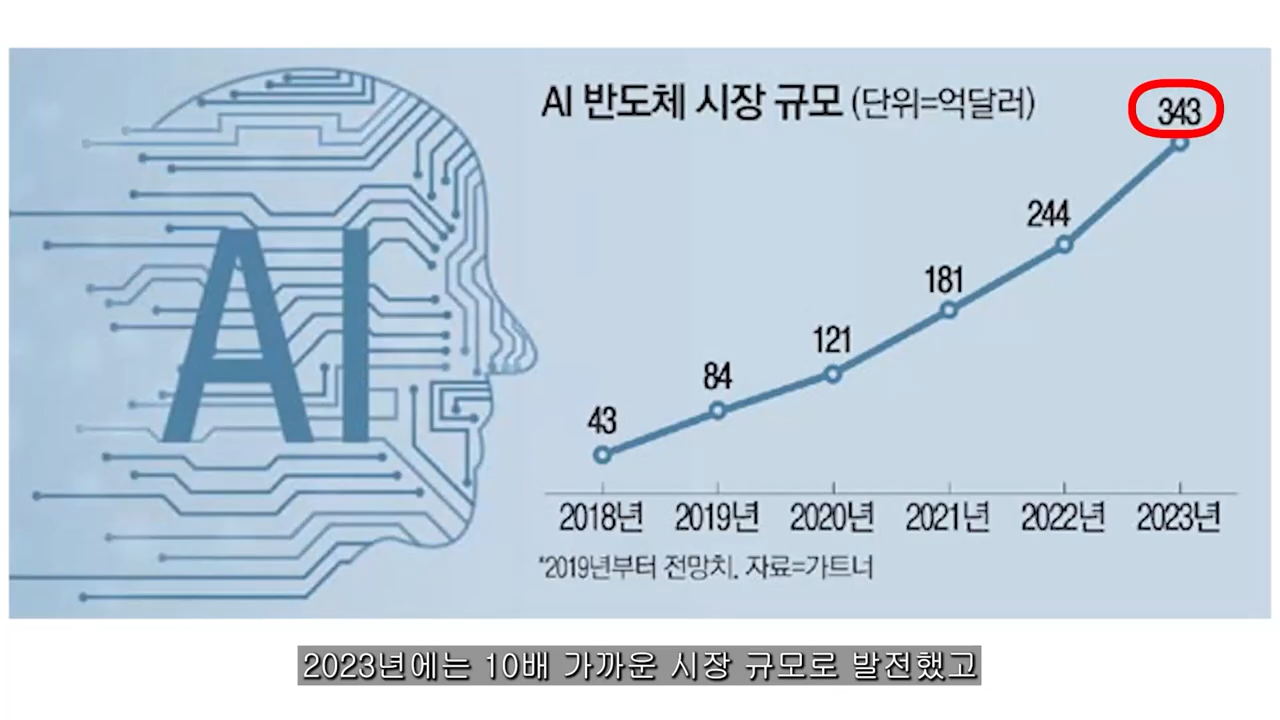 AI 반도체 시장 규모 (단위=억달러)
343
244
181
121
84
43
2018년 2019년 2020년 2021년 2022년 2023년
*2019년부터 전망치. 자료=가트너
AI
2023년에는 10배 가까운 시장 규모로 발전했고